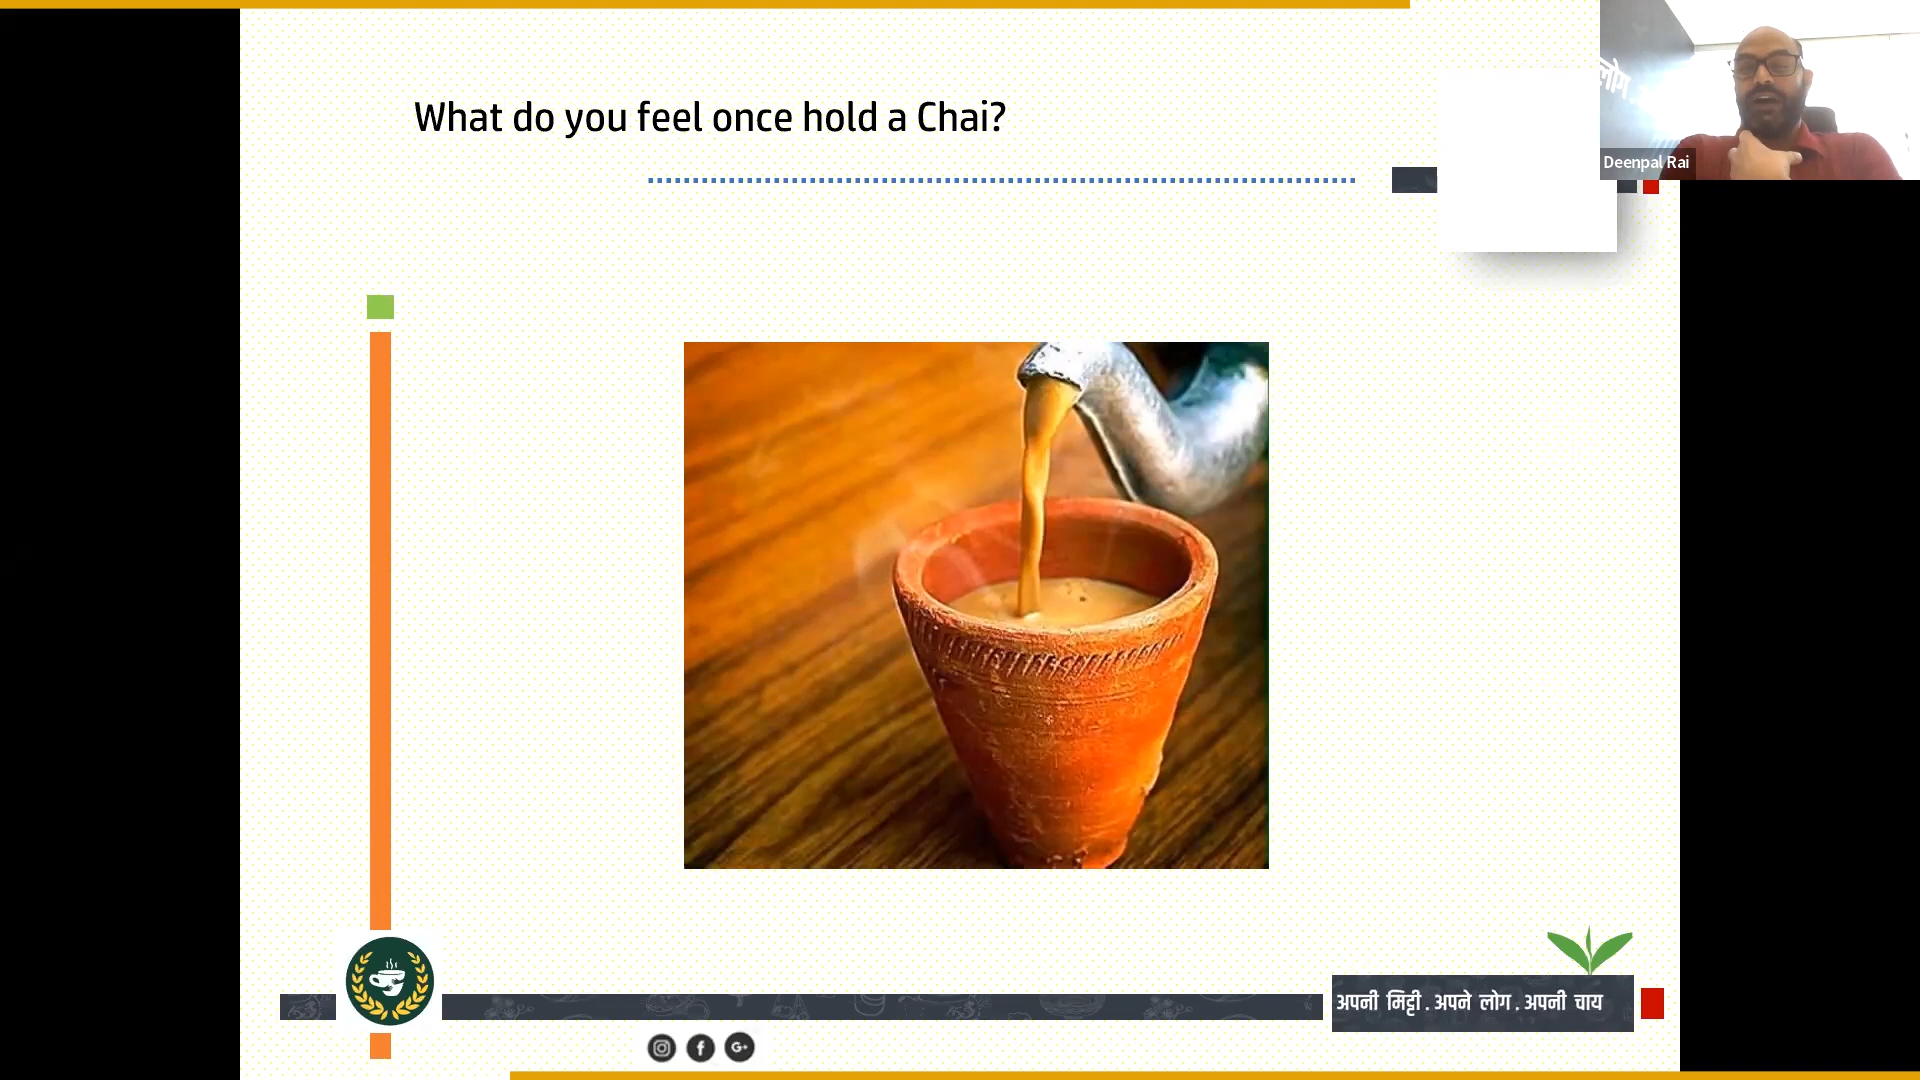 What do you feel once hold a Chai?
लोग
Deenpal Rai
अपनी मिट्टी . अपने लोग . अपनी चाय
f
G+